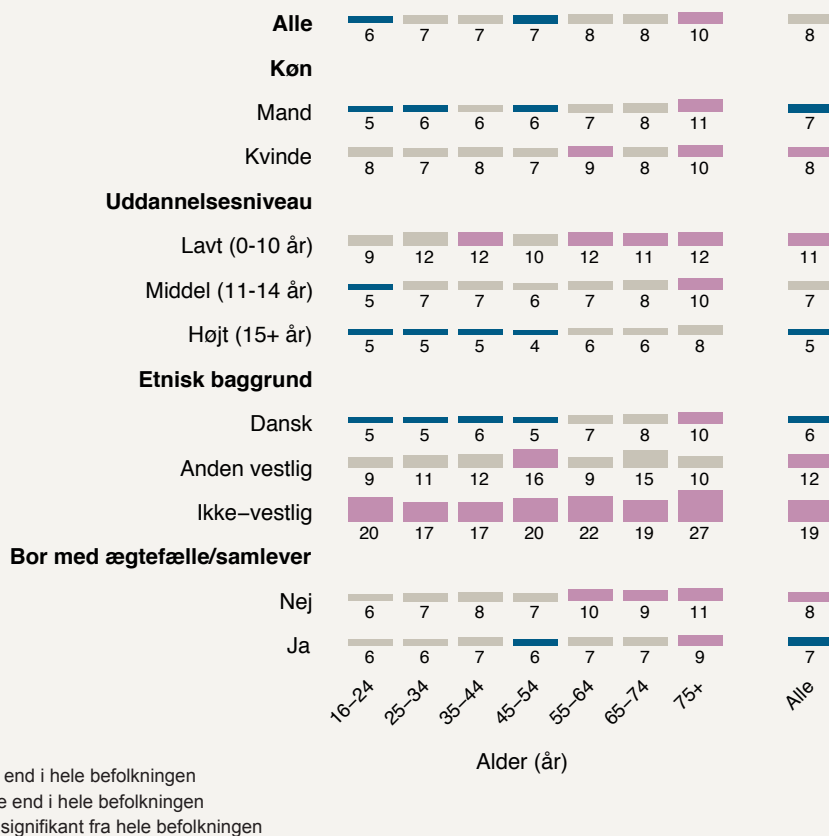 Alle 6 7 7 7 8 8 10 8
Køn
Mand 5 6 6 6 7 8 11 7
Kvinde 8 7 8 7 9 8 10 8
Uddannelsesniveau
Lavt (0-10 år) 9 12 12 10 12 11 12 11
Middel (11-14 år) 5 7 7 6 7 8 10 7
Højt (15+ år) 5 5 5 4 6 6 8 5
Etnisk baggrund
Dansk 5 5 6 5 7 8 10 6
Anden vestlig 9 11 12 16 9 15 10 12
Ikke−vestlig 20 17 17 20 22 19 27 19
Bor med ægtefælle/samlever
Nej 6 7 8 7 10 9 11 8
Ja 6 6 7 6 7 7 9 7
16−24 25−34 35−44 45−54 55−64 65−74 75+ Alle
Alder (år)
end i hele befolkningen
end i hele befolkningen
signifikant fra hele befolkningen